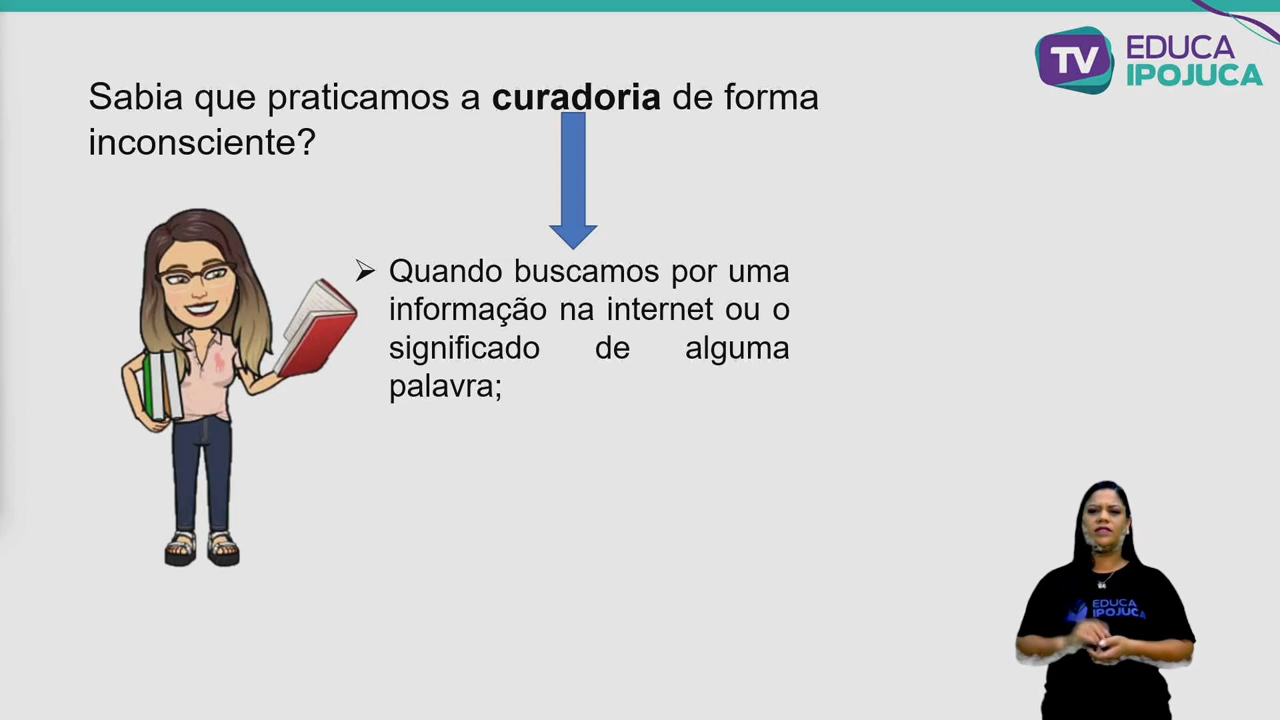 TV EDUCA
IPOJUCA
Sabia que praticamos a curadoria de forma
inconsciente?
➢ Quando buscamos por uma
informação na internet ou o
significado de alguma
palavra;
EDUCA
IPOJUCA